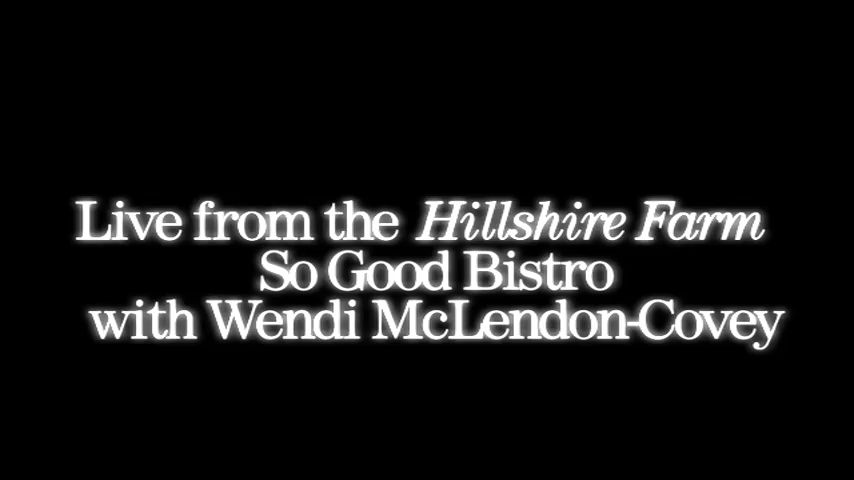 Live from the Hillshire Farm
So Good Bistro
with Wendi McLendon-Covey